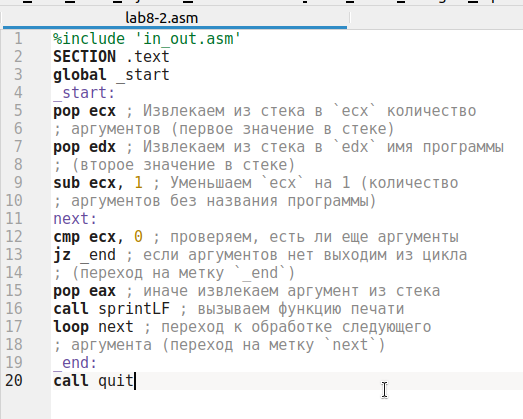 lab8-2.asm
1 %include 'in_out.asm'
2 SECTION .text
3 global _start
4 _start:
5 pop ecx ; Извлекаем из стека в `ecx` количество
6 ; аргументов (первое значение в стеке)
7 pop edx ; Извлекаем из стека в `edx` имя программы
8 ; (второе значение в стеке)
9 sub ecx, 1 ; Уменьшаем `ecx` на 1 (количество
10 ; аргументов без названия программы)
11 next:
12 cmp ecx, 0 ; проверяем, есть ли еще аргументы
13 jz _end ; если аргументов нет выходим из цикла
14 ; (переход на метку `_end`)
15 pop eax ; иначе извлекаем аргумент из стека
16 call sprintLF ; вызываем функцию печати
17 loop next ; переход к обработке следующего
18 ; аргумента (переход на метку `next`)
19 _end:
20 call quit